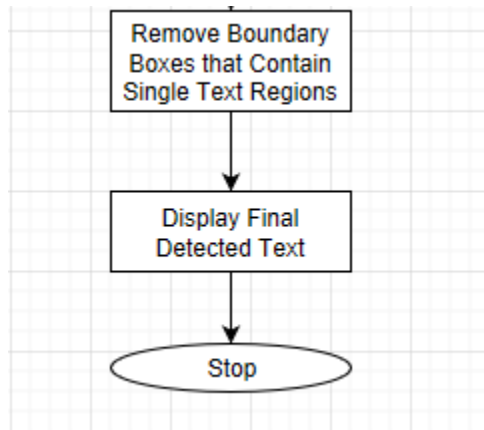 Remove Boundary
Boxes that Contain
Single Text Regions
Display Final
Detected Text
Stop